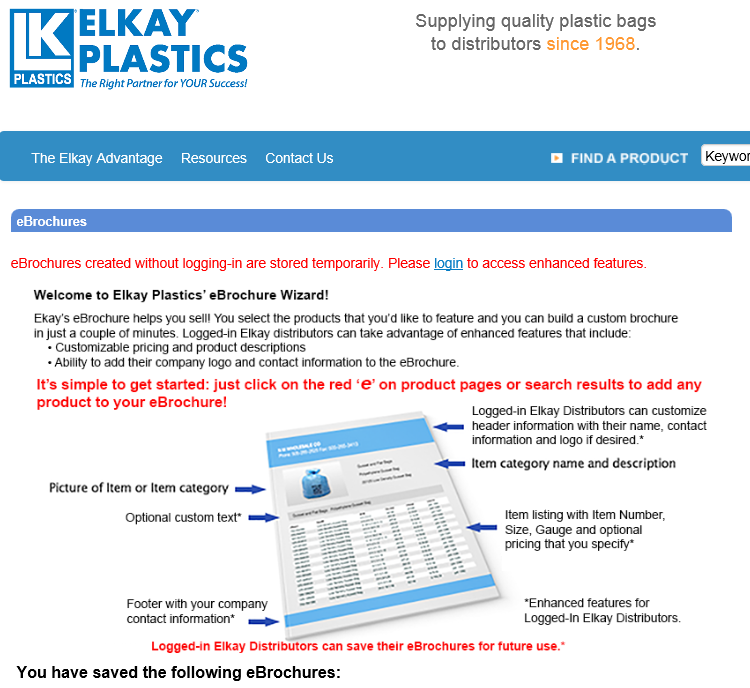 ELKAY
PLASTICS
LK
PLASTICS
The Right Partner for YOUR Success!
Supplying quality plastic bags
to distributors since 1968.
The Elkay Advantage Resources Contact Us FIND A PRODUCT Keywor
eBrochures
eBrochures created without logging-in are stored temporarily. Please login to access enhanced features.
Welcome to Elkay Plastics' eBrochure Wizard!
Ekay's eBrochure helps you sell! You select the products that you'd like to feature and you can build a custom brochure
in just a couple of minutes. Logged-in Elkay distributors can take advantage of enhanced features that include:
• Customizable pricing and product descriptions
• Ability to add their company logo and contact information to the eBrochure.
It's simple to get started: just click on the red 'e' on product pages or search results to add any
product to your eBrochure!
Logged-in Elkay Distributors can customize
header information with their name, contact
information and logo if desired.*
Item category name and description
Picture of Item or Item category
Optional custom text*
Item listing with Item Number,
Size, Gauge and optional
pricing that you specify*
Footer with your company
contact information*
*Enhanced features for
Logged-In Elkay Distributors.
Logged-in Elkay Distributors can save their eBrochures for future use.*
You have saved the following eBrochures: